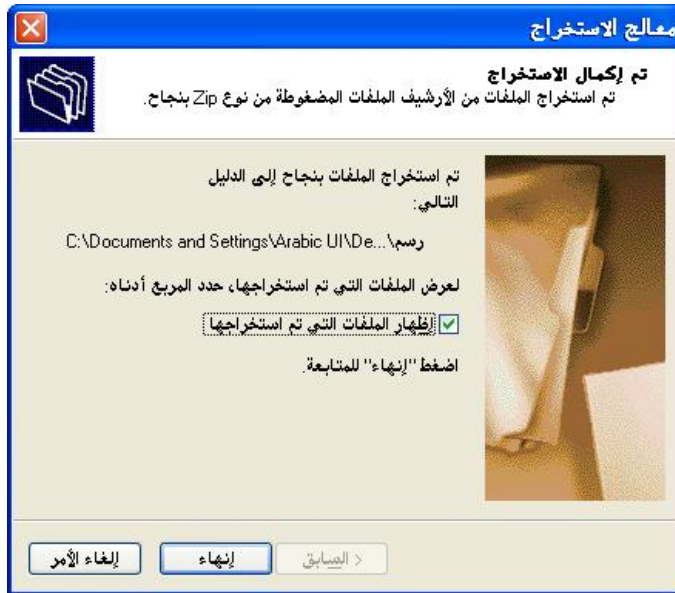 معالج الاستخراج
تم إكمال الاستخراج
تم استخراج الملفات من الأرشيف الملفات المضغوطة من نوع Zip بنجاح.
تم استخراج الملفات بنجاح إلى الدليل
التالي:
C:\Documents and Settings\Arabic UI\De...\رسم
لعرض الملفات التي تم استخراجها، حدد المربع أدناه:
إظهار الملفات التي تم استخراجها
اضغط "إنهاء" للمتابعة.
< السابق
إنهاء
إلغاء الأمر